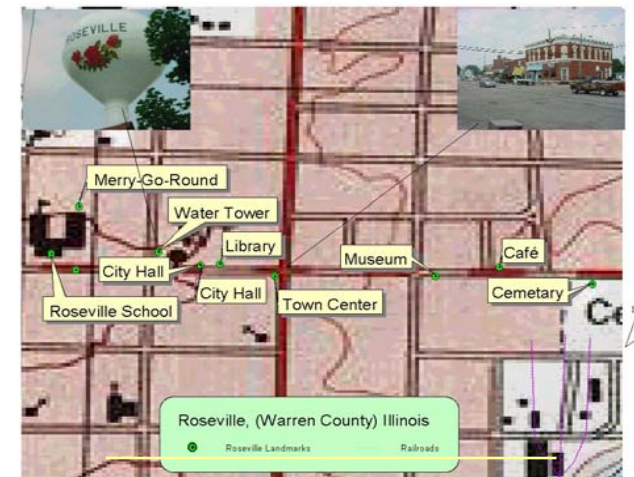 ROSEVILLE
Merry-Go-Round
Water Tower
Library
City Hall
City Hall
Museum
Café
Cemetary
Roseville School
Town Center
Ce
Roseville, (Warren County) Illinois
Roseville Landmarks
Railroads